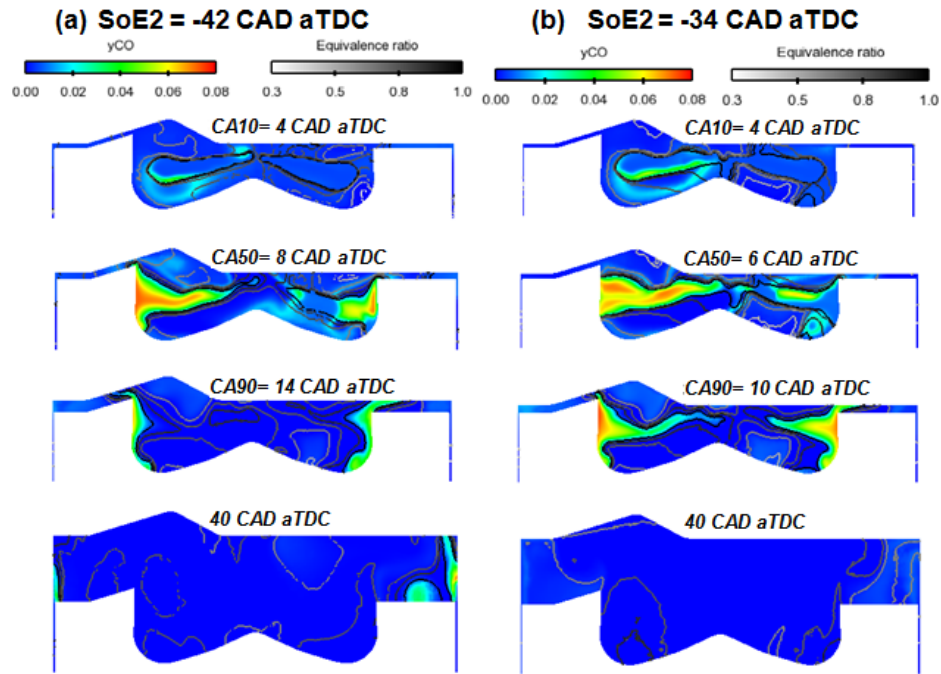 (a) SoE2 = -42 CAD aTDC
(b) SoE2 = -34 CAD aTDC
yCO
Equivalence ratio
yCO
Equivalence ratio
0.00 0.02 0.04 0.06 0.08
0.3 0.5 0.8 1.0
0.00 0.02 0.04 0.06 0.08
0.3 0.5 0.8 1.0
CA10= 4 CAD aTDC
CA10= 4 CAD aTDC
CA50= 8 CAD aTDC
CA50= 6 CAD aTDC
CA90= 14 CAD aTDC
CA90= 10 CAD aTDC
40 CAD aTDC
40 CAD aTDC